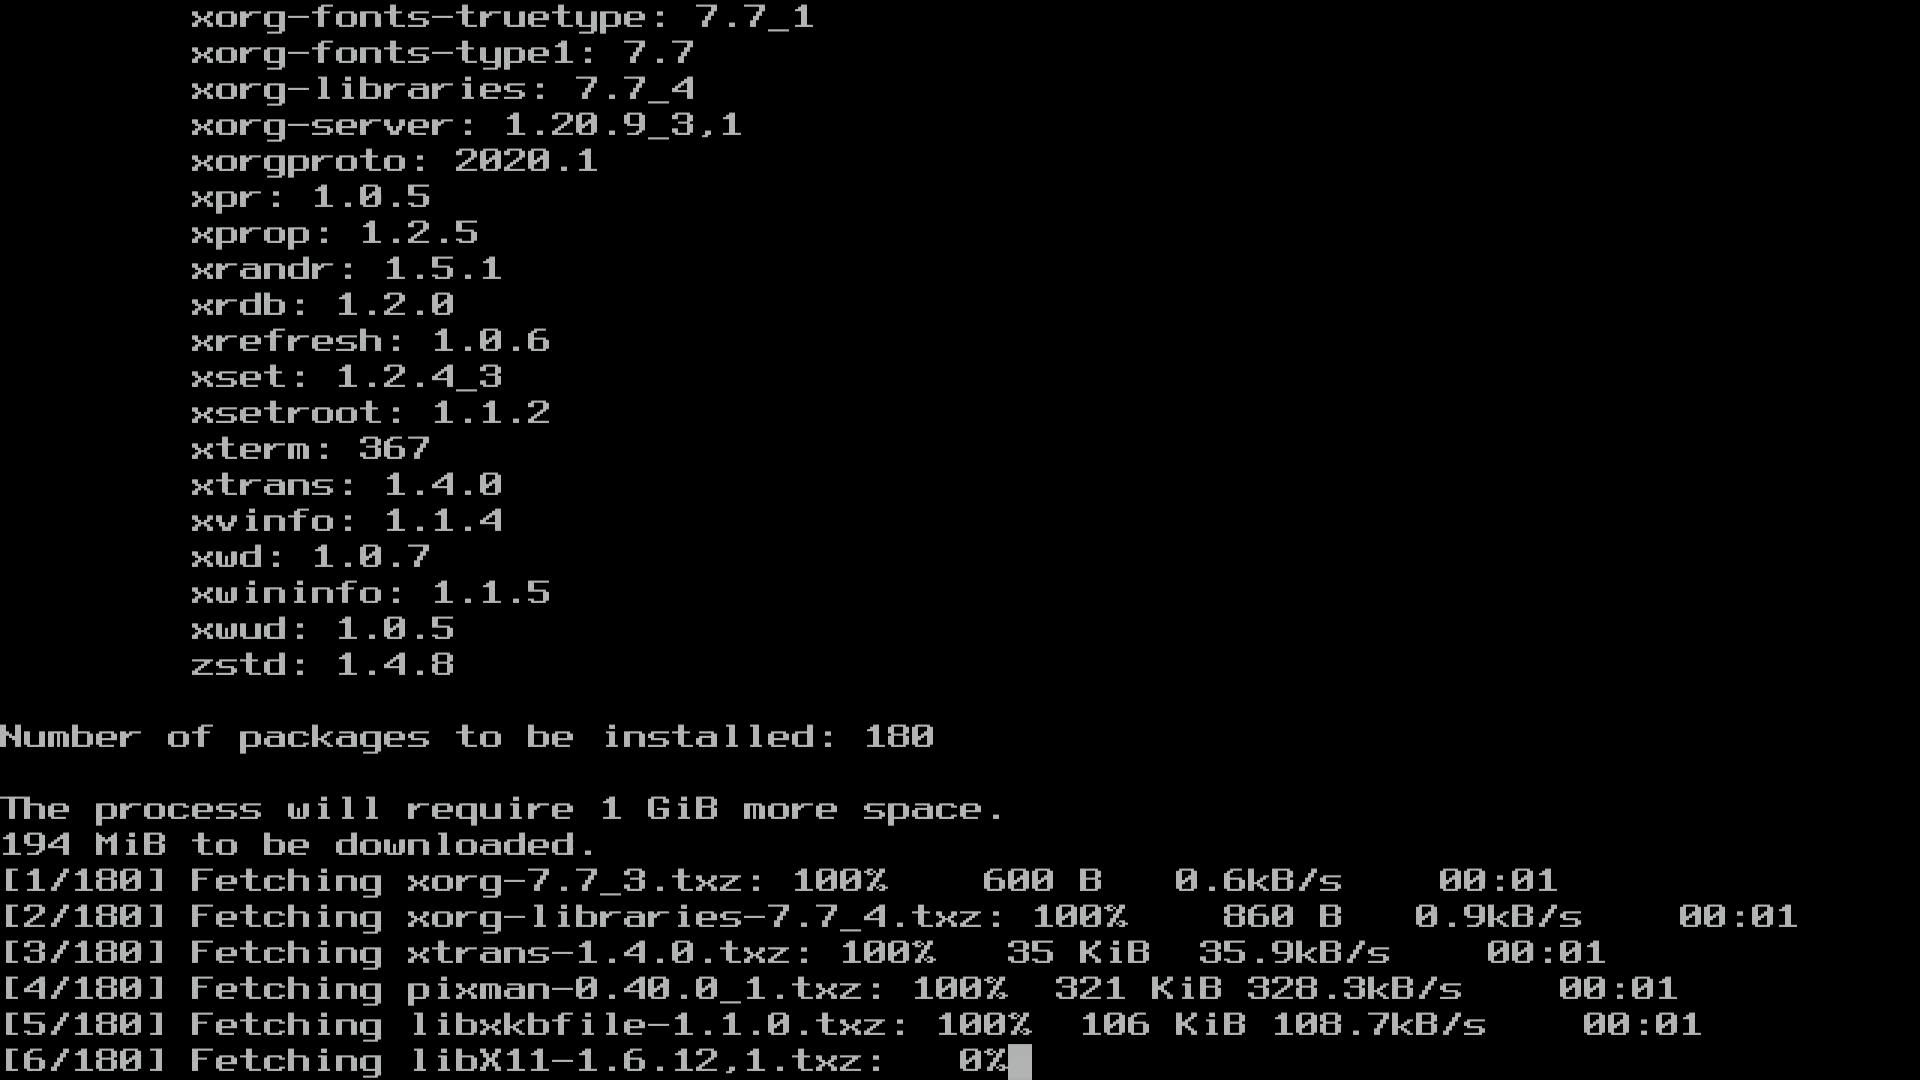 xorg-fonts-truetype: 7.7_1
xorg-fonts-type1: 7.7
xorg-libraries: 7.7_4
xorg-server: 1.20.9_3,1
xorgproto: 2020.1
xpr: 1.0.5
xprop: 1.2.5
xrandr: 1.5.1
xrdb: 1.2.0
xrefresh: 1.0.6
xset: 1.2.4_3
xsetroot: 1.1.2
xterm: 367
xtrans: 1.4.0
xvinfo: 1.1.4
xwd: 1.0.7
xwininfo: 1.1.5
xwud: 1.0.5
zstd: 1.4.8
Number of packages to be installed: 180
The process will require 1 GiB more space.
194 MiB to be downloaded.
[1/180] Fetching xorg-7.7_3.txz: 100%    600 B   0.6kB/s    00:01
[2/180] Fetching xorg-libraries-7.7_4.txz: 100%    860 B   0.9kB/s    00:01
[3/180] Fetching xtrans-1.4.0.txz: 100%   35 KiB  35.9kB/s    00:01
[4/180] Fetching pixman-0.40.0_1.txz: 100%  321 KiB 328.3kB/s    00:01
[5/180] Fetching libxkbfile-1.1.0.txz: 100%  106 KiB 108.7kB/s    00:01
[6/180] Fetching libX11-1.6.12,1.txz:   0%